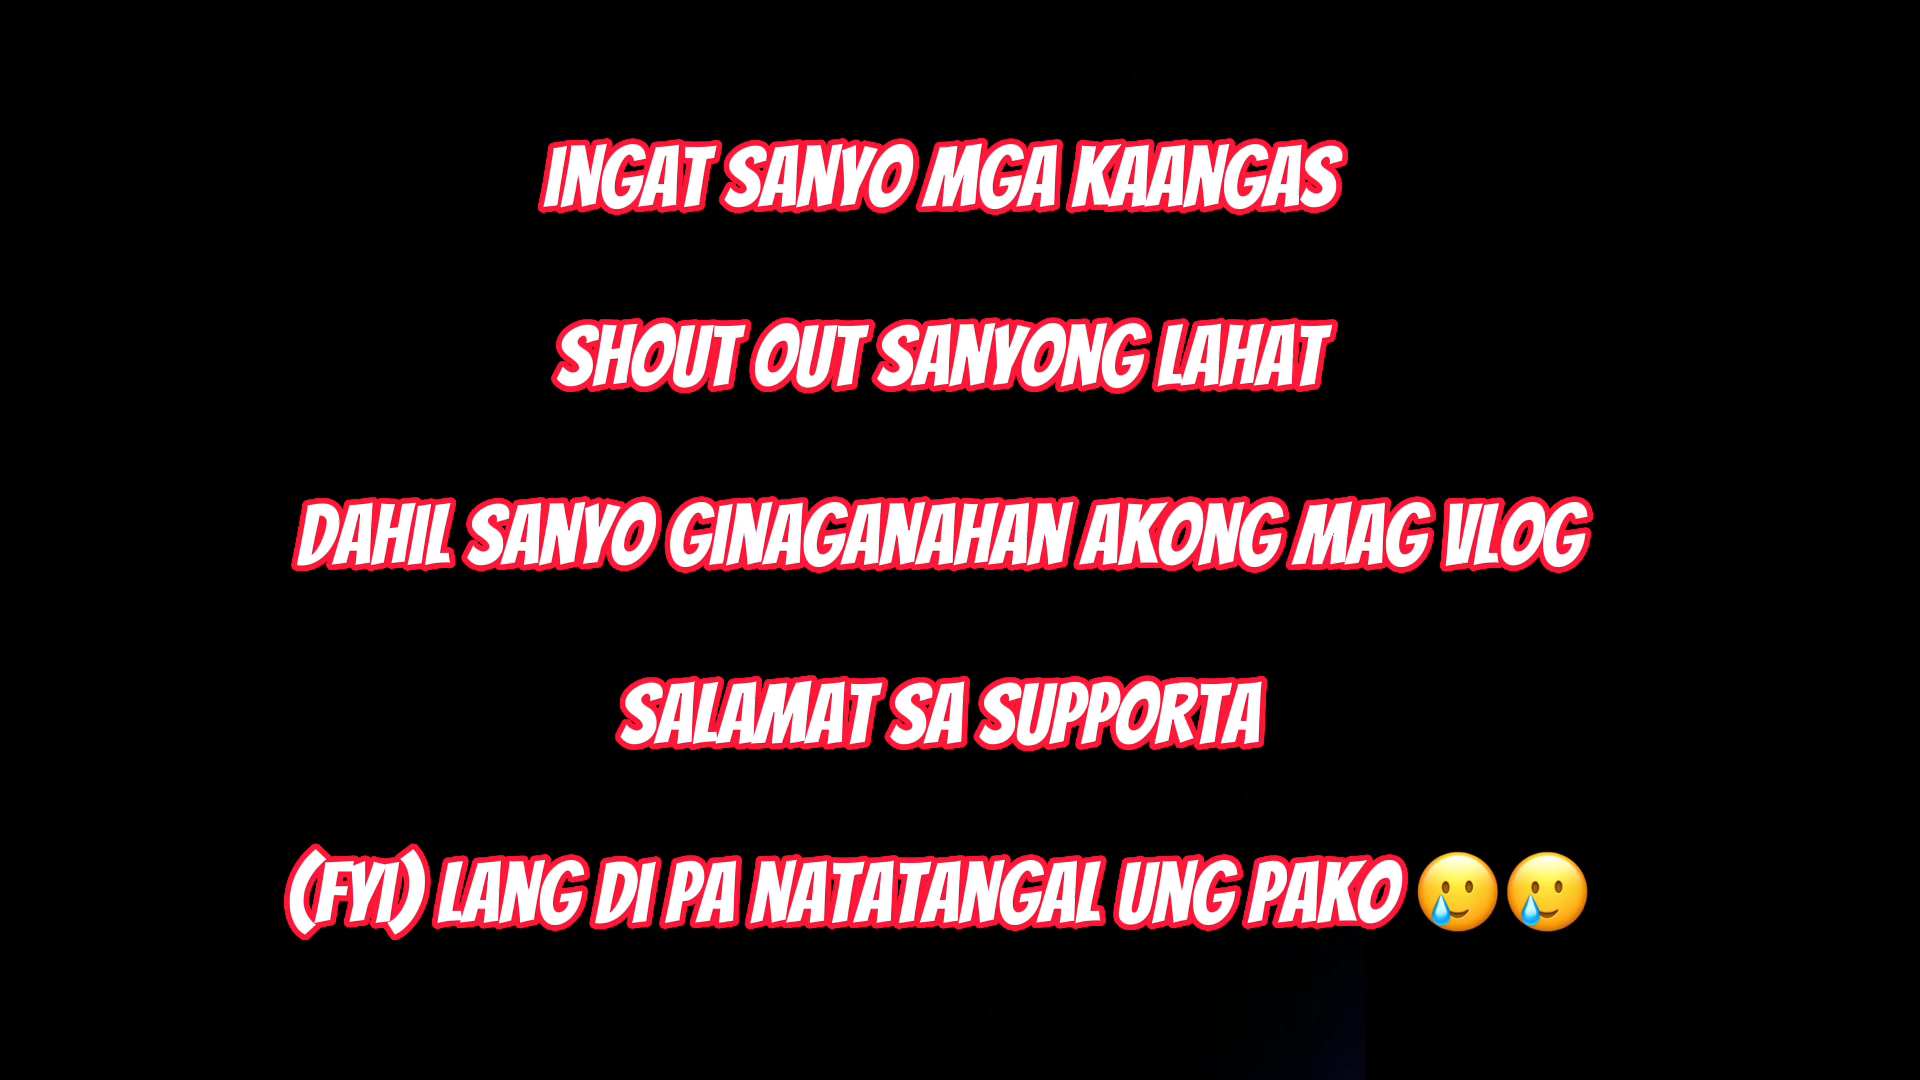 INGAT SANYO MGA KAANGAS
SHOUT OUT SANYONG LAHAT
DAHIL SANYO GINAGANAHAN AKONG MAG VLOG
SALAMAT SA SUPPORTA
(FYI) LANG DI PA NATATANGAL UNG PAKO 🥲🥲